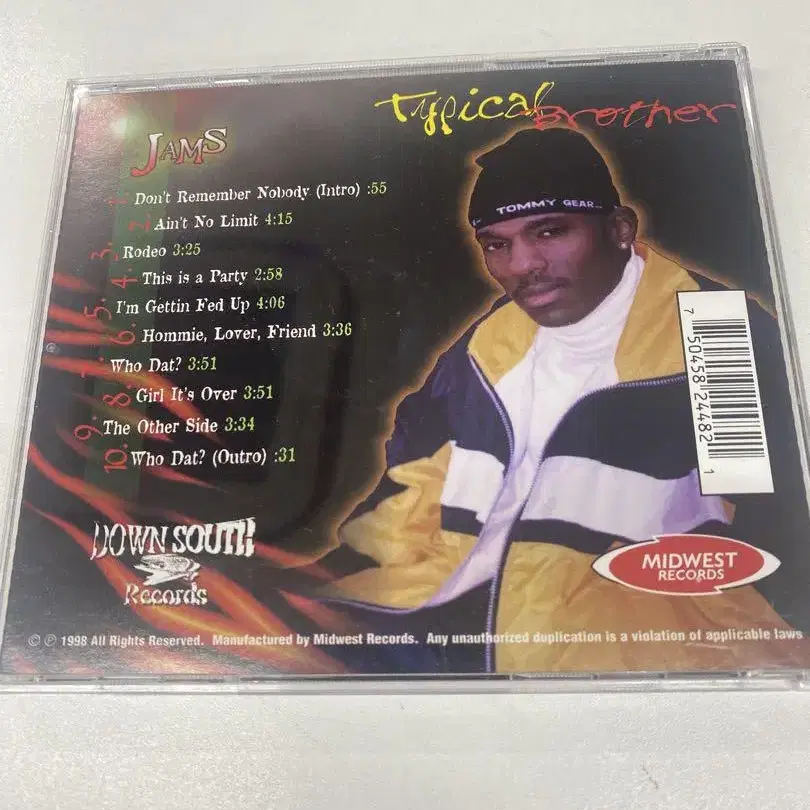 Typical Brother
JAMS
TOMMY GEAR
1. Don't Remember Nobody (Intro) :55
2. Ain't No Limit 4:15
3. Rodeo 3:25
4. This is a Party 2:58
5. I'm Gettin Fed Up 4:06
6. Hommie, Lover, Friend 3:36
7. Who Dat? 3:51
8. Girl It's Over 3:51
9. The Other Side 3:34
10. Who Dat? (Outro) :31
7 50458 24482 1
DOWN SOUTH
Records
MIDWEST
RECORDS
© ℗ 1998 All Rights Reserved. Manufactured by Midwest Records. Any unauthorized duplication is a violation of applicable laws